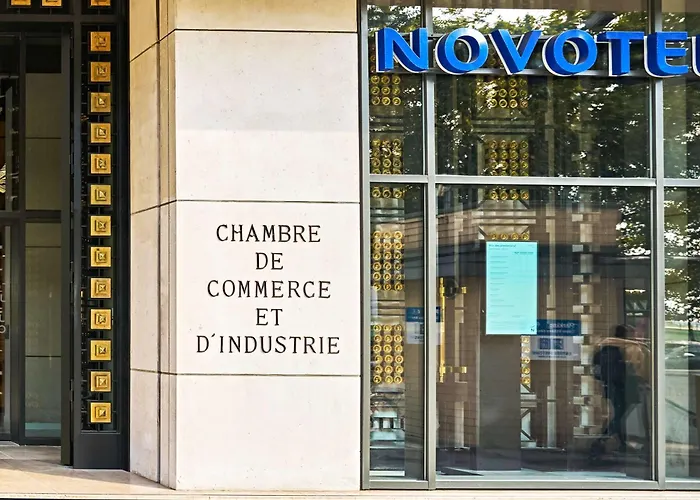 NOVOTEL
CHAMBRE
DE
COMMERCE
ET
D'INDUSTRIE